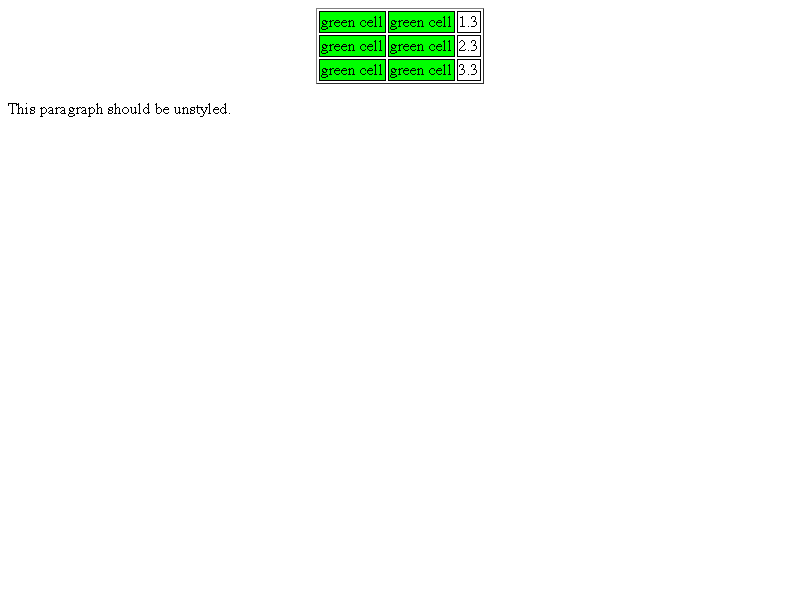 green cell green cell 1.3
green cell green cell 2.3
green cell green cell 3.3
This paragraph should be unstyled.